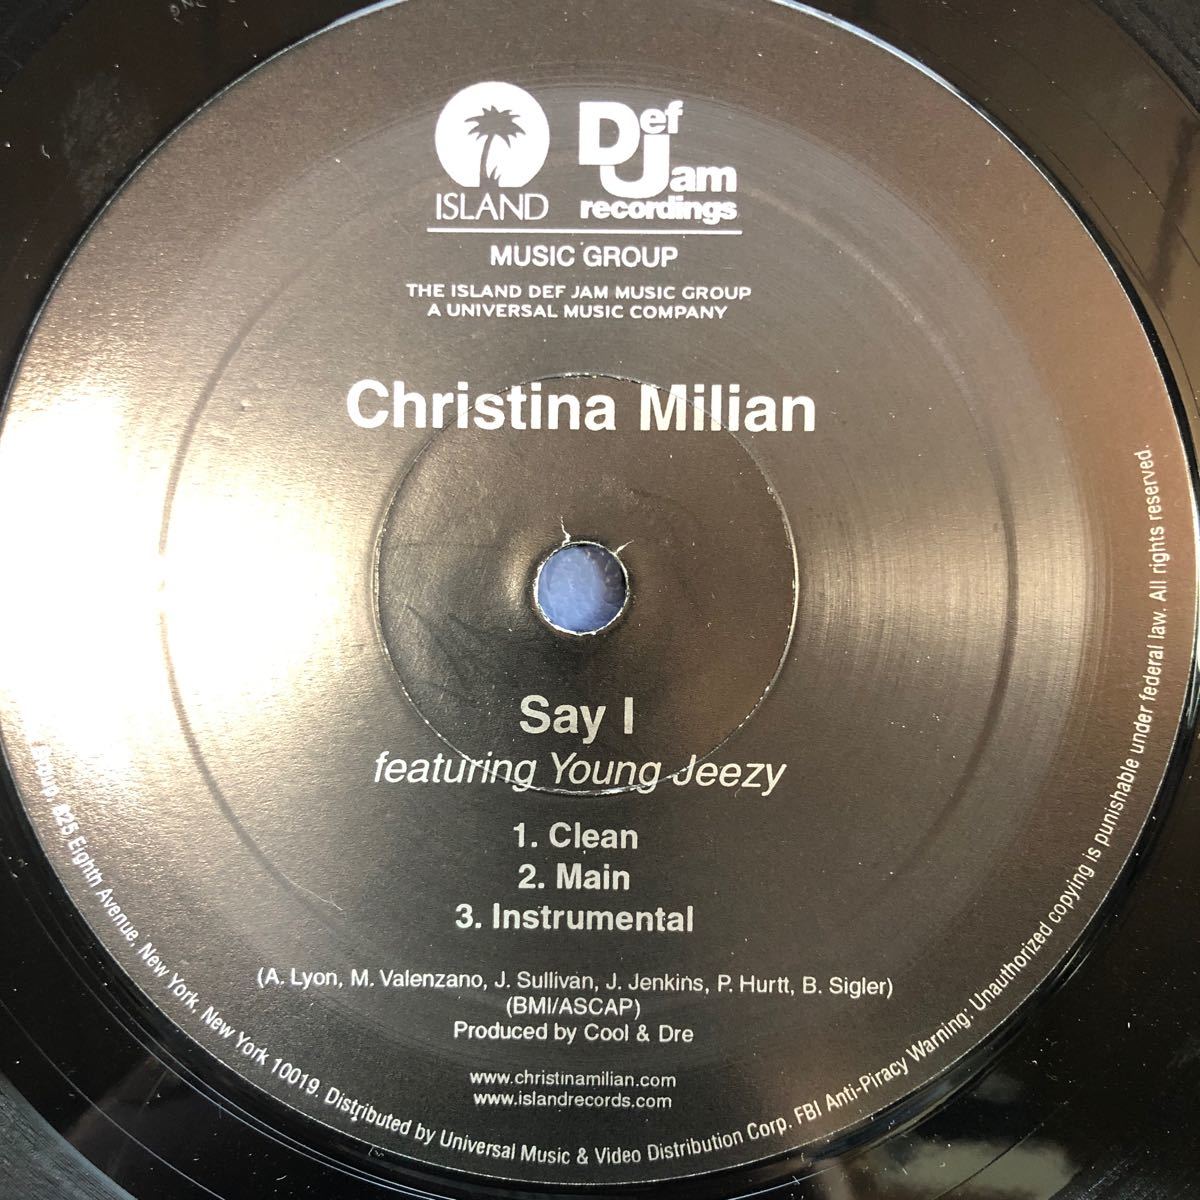 ISLAND
Def Jam recordings
MUSIC GROUP
THE ISLAND DEF JAM MUSIC GROUP
A UNIVERSAL MUSIC COMPANY
Christina Milian
Say I
featuring Young Jeezy
1. Clean
2. Main
3. Instrumental
(A. Lyon, M. Valenzano, J. Sullivan, J. Jenkins, P. Hurtt, B. Sigler)
(BMI/ASCAP)
Produced by Cool & Dre
www.christinamilian.com
www.islandrecords.com
Group, 825 Eighth Avenue, New York, New York 10019. Distributed by Universal Music & Video Distribution Corp. FBI Anti-Piracy Warning: Unauthorized copying is punishable under federal law. All rights reserved.